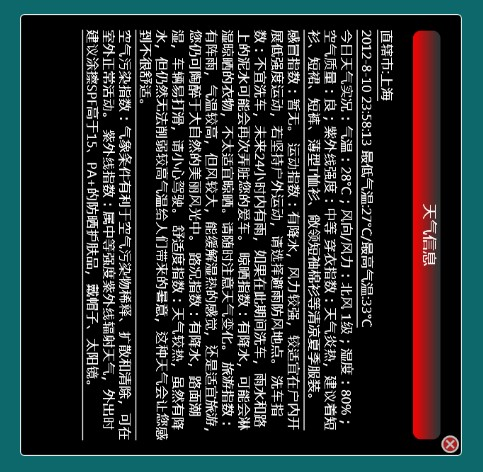 天气信息
直辖市:上海
2012-8-10 23:58:13 最低气温:27℃/最高气温:33℃
今日天气实况：气温：28℃；风向/风力：北风 1级；湿度：80%；
空气质量：良；紫外线强度：中等 穿衣指数：天气炎热，建议着短
衫、短裙、短裤、薄型T恤衫、敞领短袖棉衫等清凉夏季服装。
感冒指数：暂无。 运动指数：有降水，风力较强，较适宜在户内开
展低强度运动，若坚持户外运动，请选择避雨防风地点。 洗车指
数：不宜洗车，未来24小时内有雨，如果在此期间洗车，雨水和路
上的泥水可能会再次弄脏您的爱车。 晾晒指数：有降水，可能会淋
湿晾晒的衣物，不太适宜晾晒。请随时注意天气变化。 旅游指数：
有阵雨，气温较高，但风较大，能缓解湿热的感觉，还是适宜旅游，
您仍可陶醉于大自然的美丽风光中。 路况指数：有降水，路面潮
湿，车辆易打滑，请小心驾驶。 舒适度指数：天气较热，虽然有降
水，但仍然无法削弱较高气温给人们带来的暑意，这种天气会让您感
到不很舒适。
空气污染指数：气象条件有利于空气污染物稀释、扩散和清除，可在
室外正常活动。 紫外线指数：属中等强度紫外线辐射天气，外出时
建议涂擦SPF高于15、PA+的防晒护肤品，戴帽子、太阳镜。